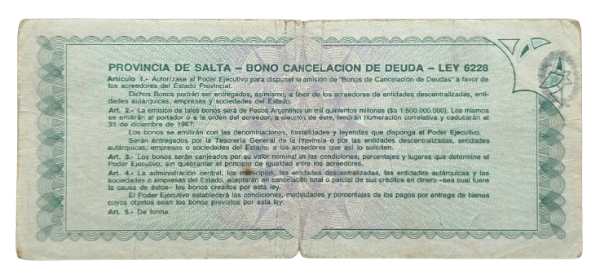 PROVINCIA DE SALTA - BONO CANCELACION DE DEUDA - LEY 6228
Artículo 1.- Autorízase al Poder Ejecutivo para disponer la emisión de "Bonos de Cancelación de Deudas" a favor de
los acreedores del Estado Provincial.
Dichos Bonos podrán ser entregados, asimismo, a favor de los acreedores de entidades descentralizadas, enti-
dades autárquicas, empresas y sociedades del Estado.
Art. 2.- La emisión de tales bonos será de Pesos Argentinos un mil quinientos millones ($a 1.500.000.000). Los mismos
se emitirán al portador o a la orden del acreedor, a elección de éste, tendrán numeración correlativa y caducarán el
31 de diciembre de 1987.
Los bonos se emitirán con las denominaciones, formalidades y leyendas que disponga el Poder Ejecutivo.
Serán entregados por la Tesorería General de la Provincia o por las entidades descentralizadas, entidades
autárquicas, empresas o sociedades del Estado, a los acreedores que así lo soliciten.
Art. 3.- Los bonos serán canjeados por su valor nominal en las condiciones, porcentajes y lugares que determine el
Poder Ejecutivo, sin quebrantar el principio de igualdad entre los acreedores.
Art. 4.- La administración central, los municipios, las entidades descentralizadas, las entidades autárquicas y las
sociedades o empresas del Estado, aceptarán en cancelación total o parcial de sus créditos en dinero -sea cual fuere
la causa de éstos- los bonos creados por esta ley.
El Poder Ejecutivo establecerá las condiciones, modalidades y porcentajes de los pagos por entrega de bienes
cuyos objetos sean los bonos previstos por esta ley.
Art. 5.- De forma.